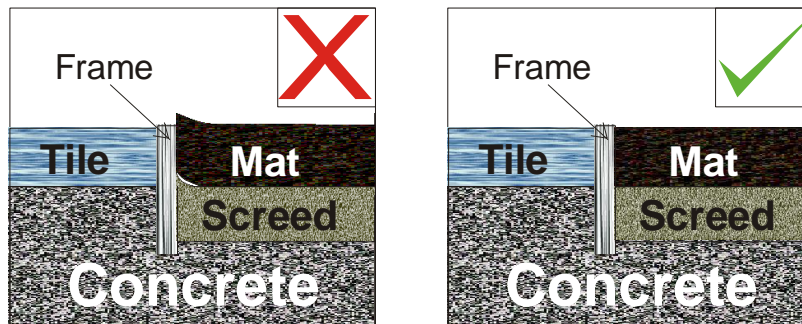 Frame
Tile
Mat
Screed
Concrete
Frame
Tile
Mat
Screed
Concrete